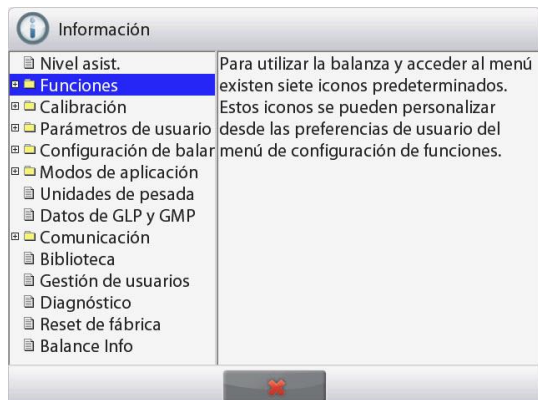 Información
Nivel asist.
Funciones
Calibración
Parámetros de usuario
Configuración de balar
Modos de aplicación
Unidades de pesada
Datos de GLP y GMP
Comunicación
Biblioteca
Gestión de usuarios
Diagnóstico
Reset de fábrica
Balance Info
Para utilizar la balanza y acceder al menú
existen siete iconos predeterminados.
Estos iconos se pueden personalizar
desde las preferencias de usuario del
menú de configuración de funciones.